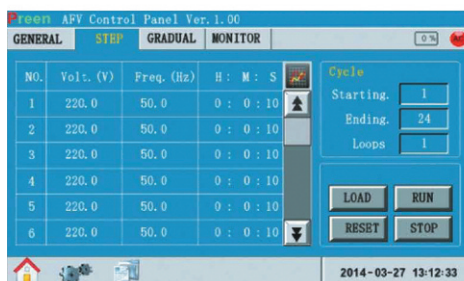 Preen AFV Control Panel Ver. 1.00
GENERAL STEP GRADUAL MONITOR 0 %
NO. Volt. (V) Freq. (Hz) H: M: S
1 220.0 50.0 0 : 0 : 10
2 220.0 50.0 0 : 0 : 10
3 220.0 50.0 0 : 0 : 10
4 220.0 50.0 0 : 0 : 10
5 220.0 50.0 0 : 0 : 10
6 220.0 50.0 0 : 0 : 10
Cycle
Starting. 1
Ending. 24
Loops 1
LOAD RUN
RESET STOP
2014-03-27 13:12:33